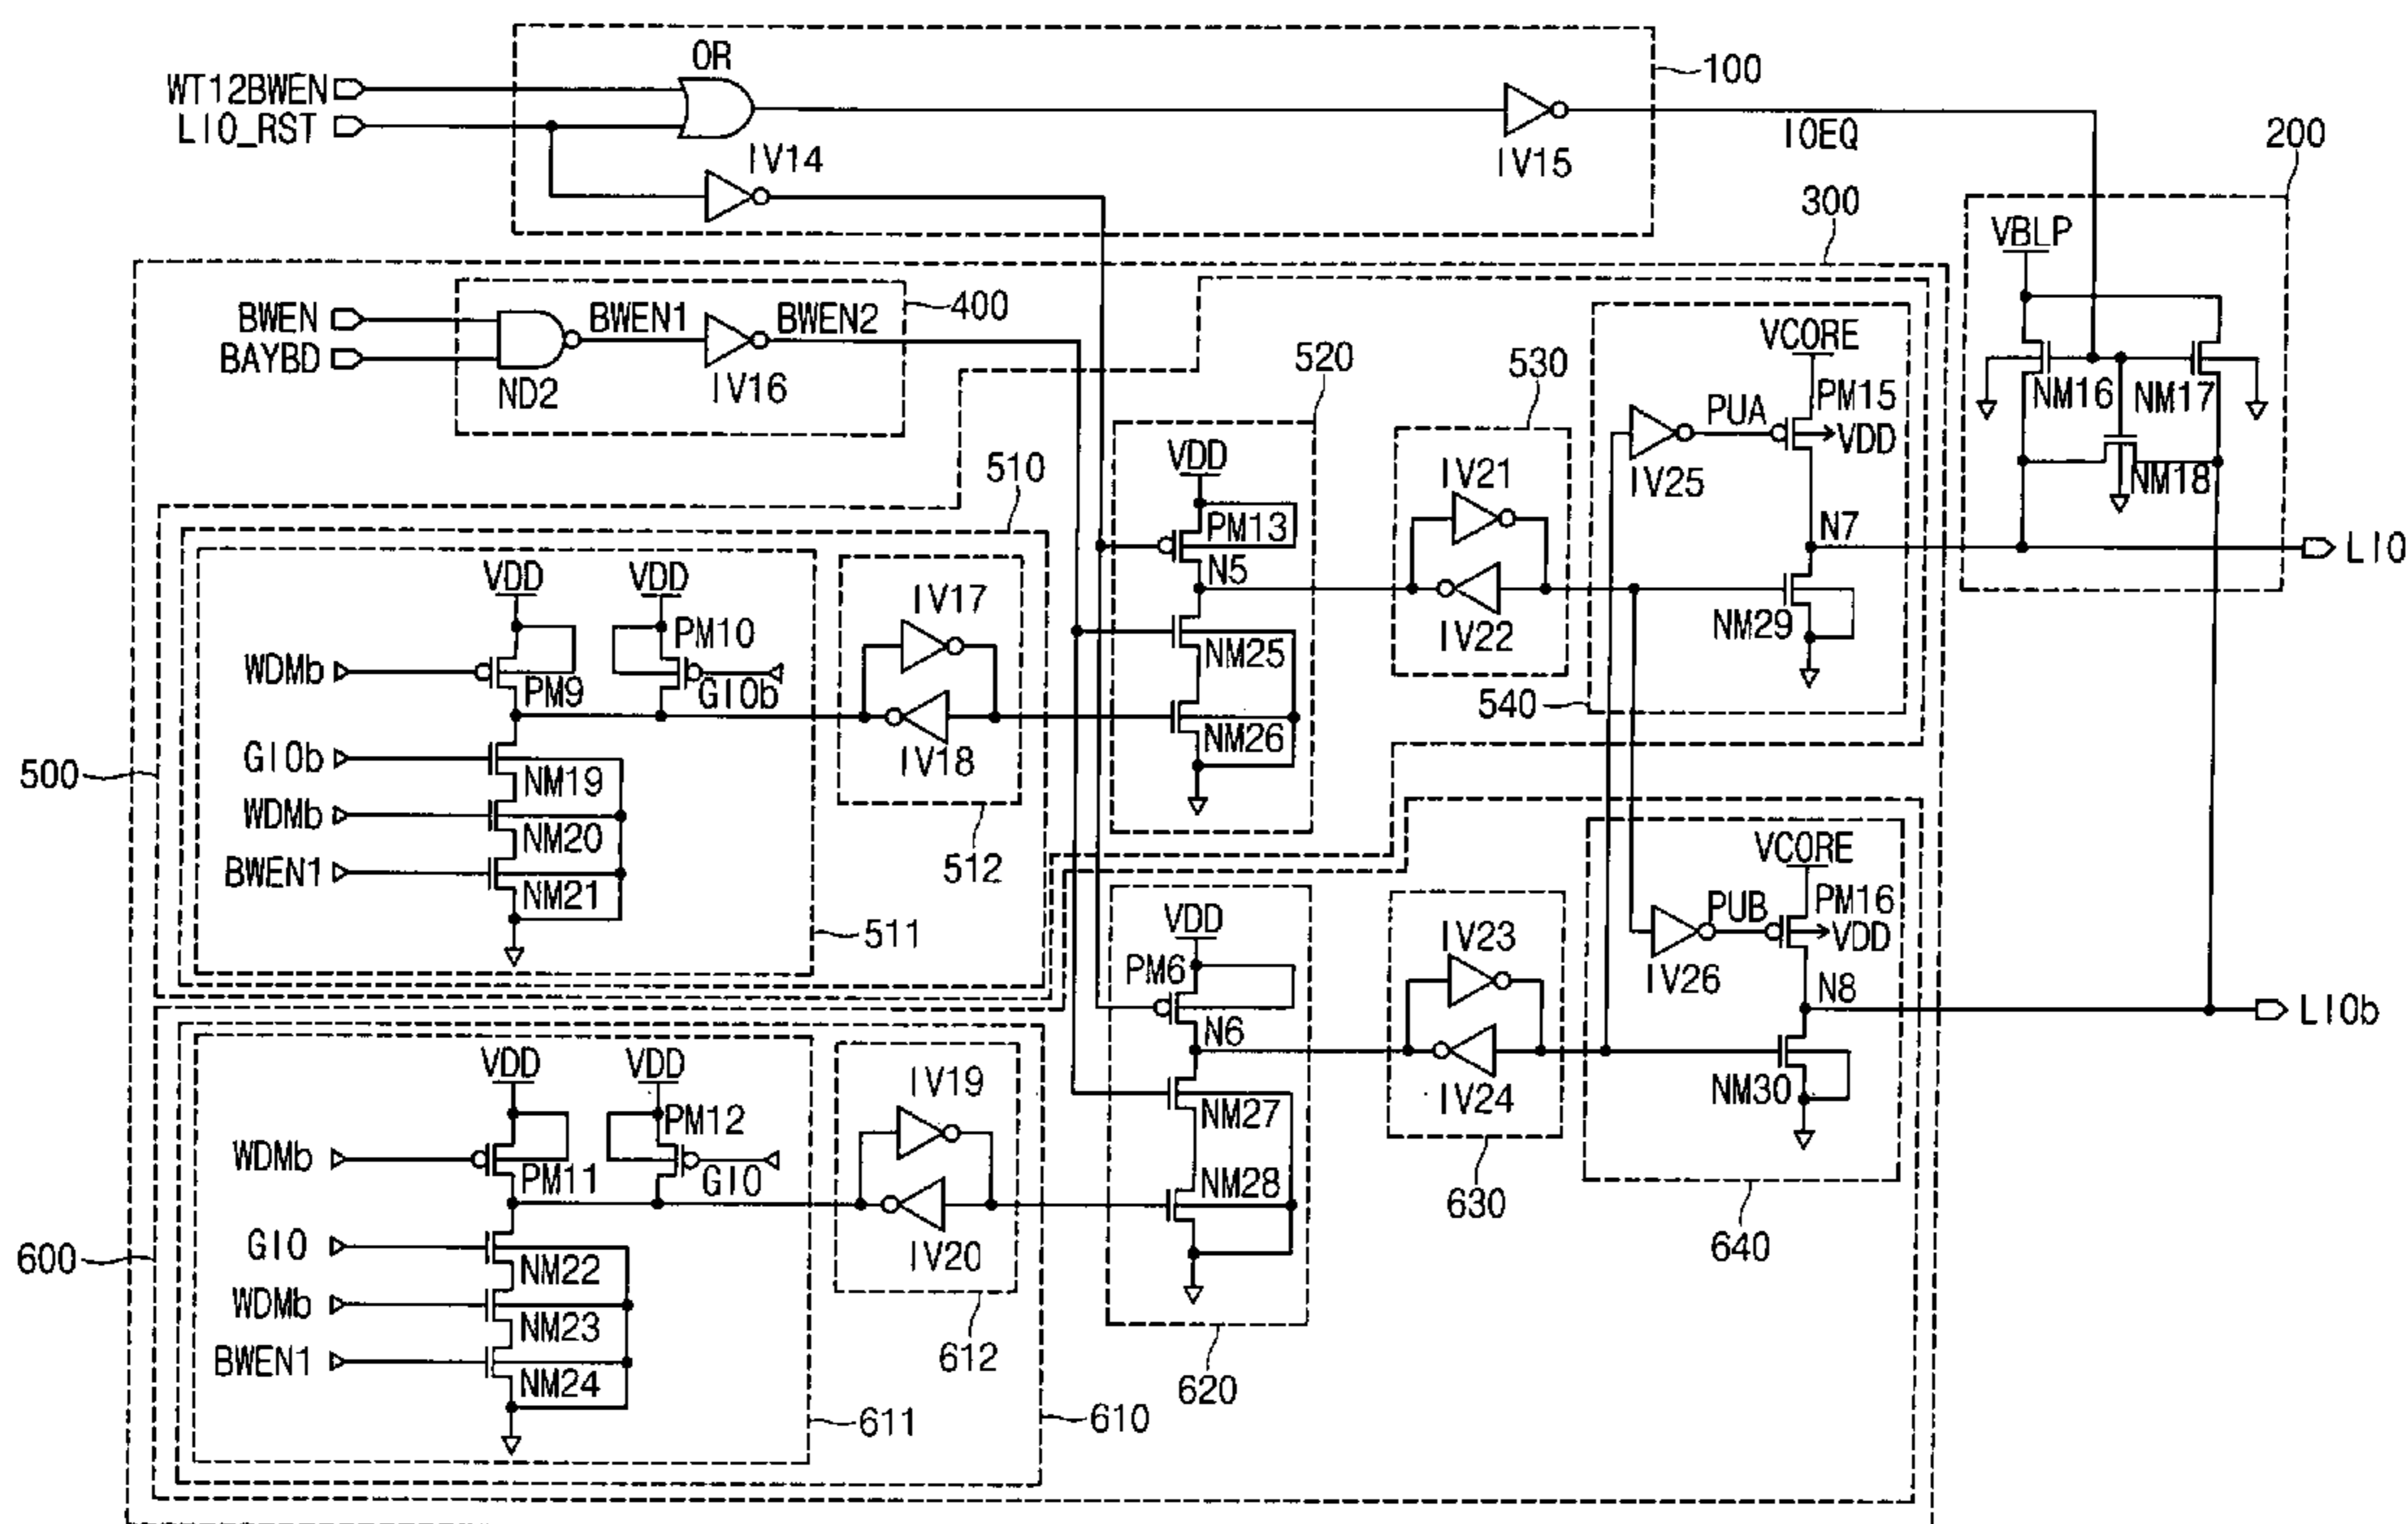 OR
WT12BWEN
LIO_RST
100
IV14
IV15
IOEQ
200
300
VBLP
NM16
NM17
NM18
BWEN
BAYBD
BWEN1
BWEN2
400
ND2
IV16
520
530
VCORE
PM15
PUA
VDD
IV25
N7
LIO
NM29
540
510
VDD
PM13
N5
NM25
NM26
IV21
IV22
VDD
VDD
PM10
WDMb
PM9
GIOb
IV17
IV18
512
500
GIOb
NM19
WDMb
NM20
BWEN1
NM21
511
VDD
PM6
N6
NM27
NM28
620
IV23
IV24
630
VCORE
PM16
PUB
VDD
IV26
N8
LIOb
NM30
640
VDD
VDD
PM12
WDMb
PM11
GIO
IV19
IV20
612
600
GIO
NM22
WDMb
NM23
BWEN1
NM24
611
610